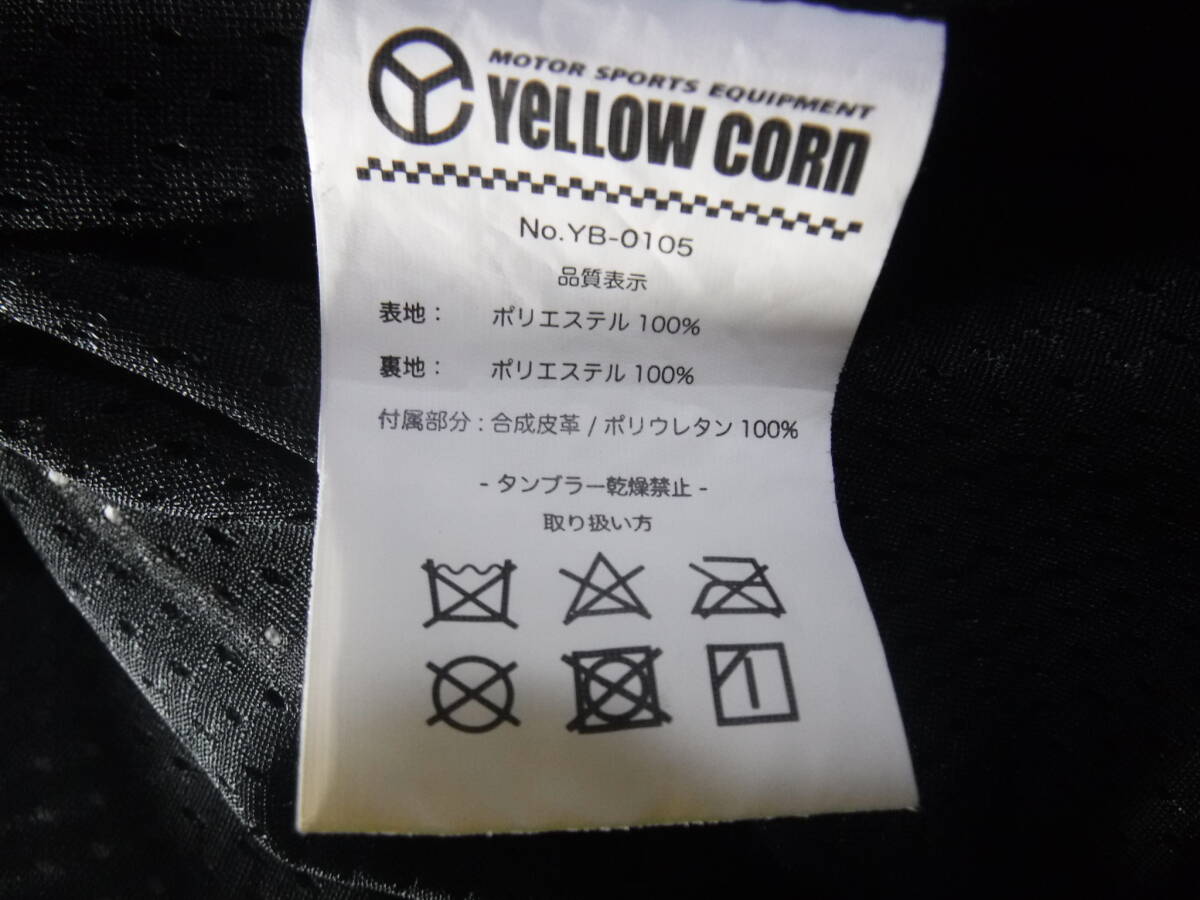 MOTOR SPORTS EQUIPMENT
YeLLOW CORn
No.YB-0105
品質表示
表地： ポリエステル 100%
裏地： ポリエステル 100%
付属部分 : 合成皮革 / ポリウレタン 100%
- タンブラー乾燥禁止 -
取り扱い方